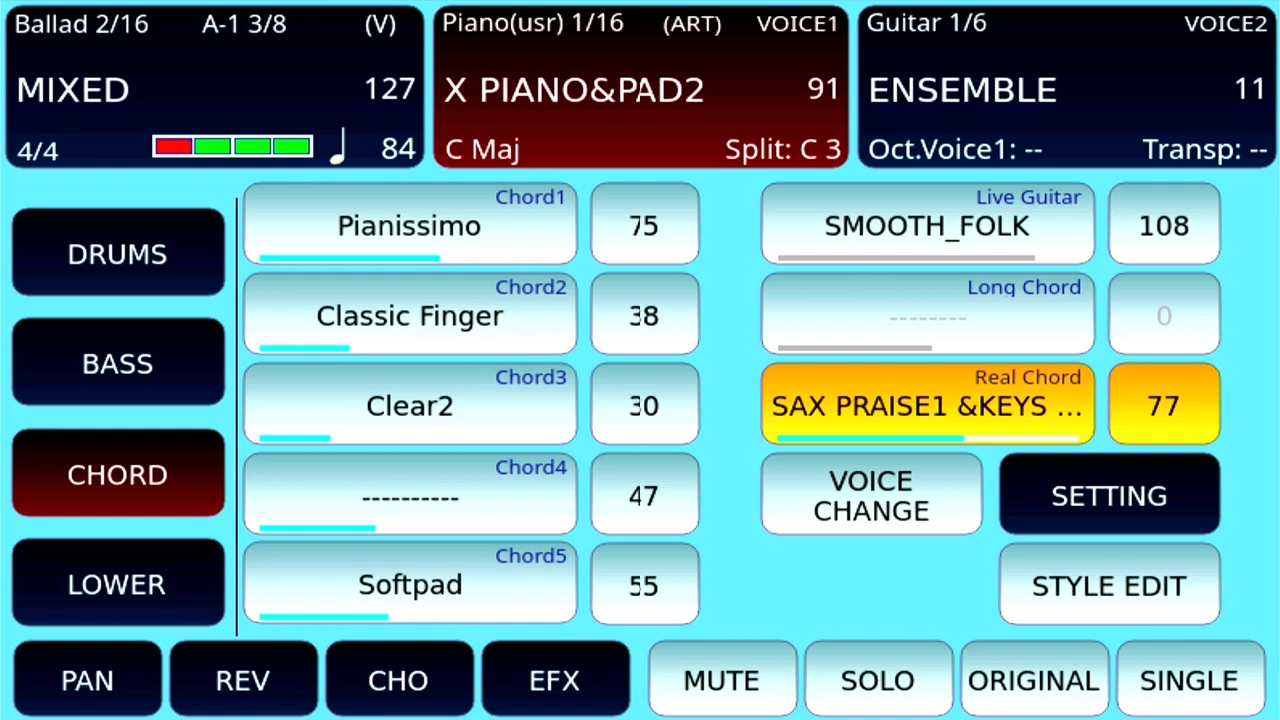 Ballad 2/16 A-1 3/8 (V)
MIXED 127
4/4 84
Piano(usr) 1/16 (ART) VOICE1
X PIANO&PAD2 91
C Maj Split: C 3
Guitar 1/6 VOICE2
ENSEMBLE 11
Oct.Voice1: -- Transp: --
DRUMS
BASS
CHORD
LOWER
Chord1
Pianissimo 75
Chord2
Classic Finger 38
Chord3
Clear2 30
Chord4
---------- 47
Chord5
Softpad 55
Live Guitar
SMOOTH_FOLK 108
Long Chord
-------- 0
Real Chord
SAX PRAISE1 &KEYS ... 77
VOICE
CHANGE
SETTING
STYLE EDIT
PAN REV CHO EFX MUTE SOLO ORIGINAL SINGLE